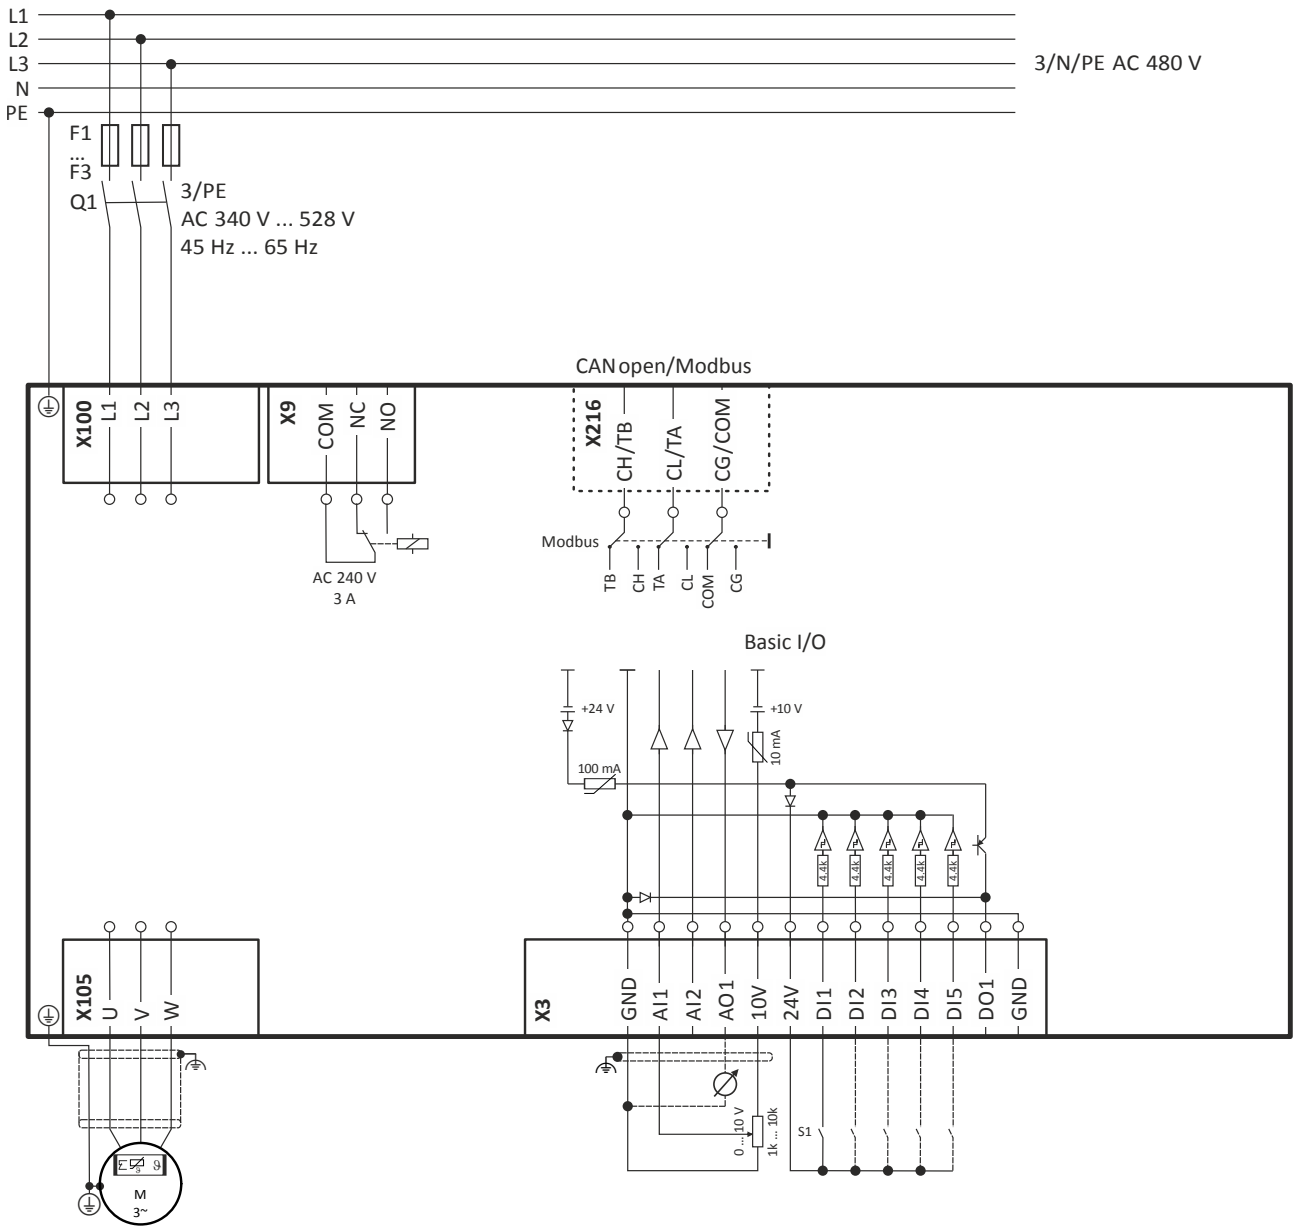 L1
L2
L3
N
PE
3/N/PE AC 480 V
F1
...
F3
Q1
3/PE
AC 340 V ... 528 V
45 Hz ... 65 Hz
CANopen/Modbus
X100
L1
L2
L3
X9
COM
NC
NO
X216
CH/TB
CL/TA
CG/COM
Modbus
TB
CH
TA
CL
COM
CG
AC 240 V
3 A
Basic I/O
+24 V
+10 V
10 mA
100 mA
4.4k
4.4k
4.4k
4.4k
4.4k
X105
U
V
W
X3
GND
AI1
AI2
AO1
10V
24V
DI1
DI2
DI3
DI4
DI5
DO1
GND
0 ... 10 V
1k ... 10k
S1
ϑ
M
3~